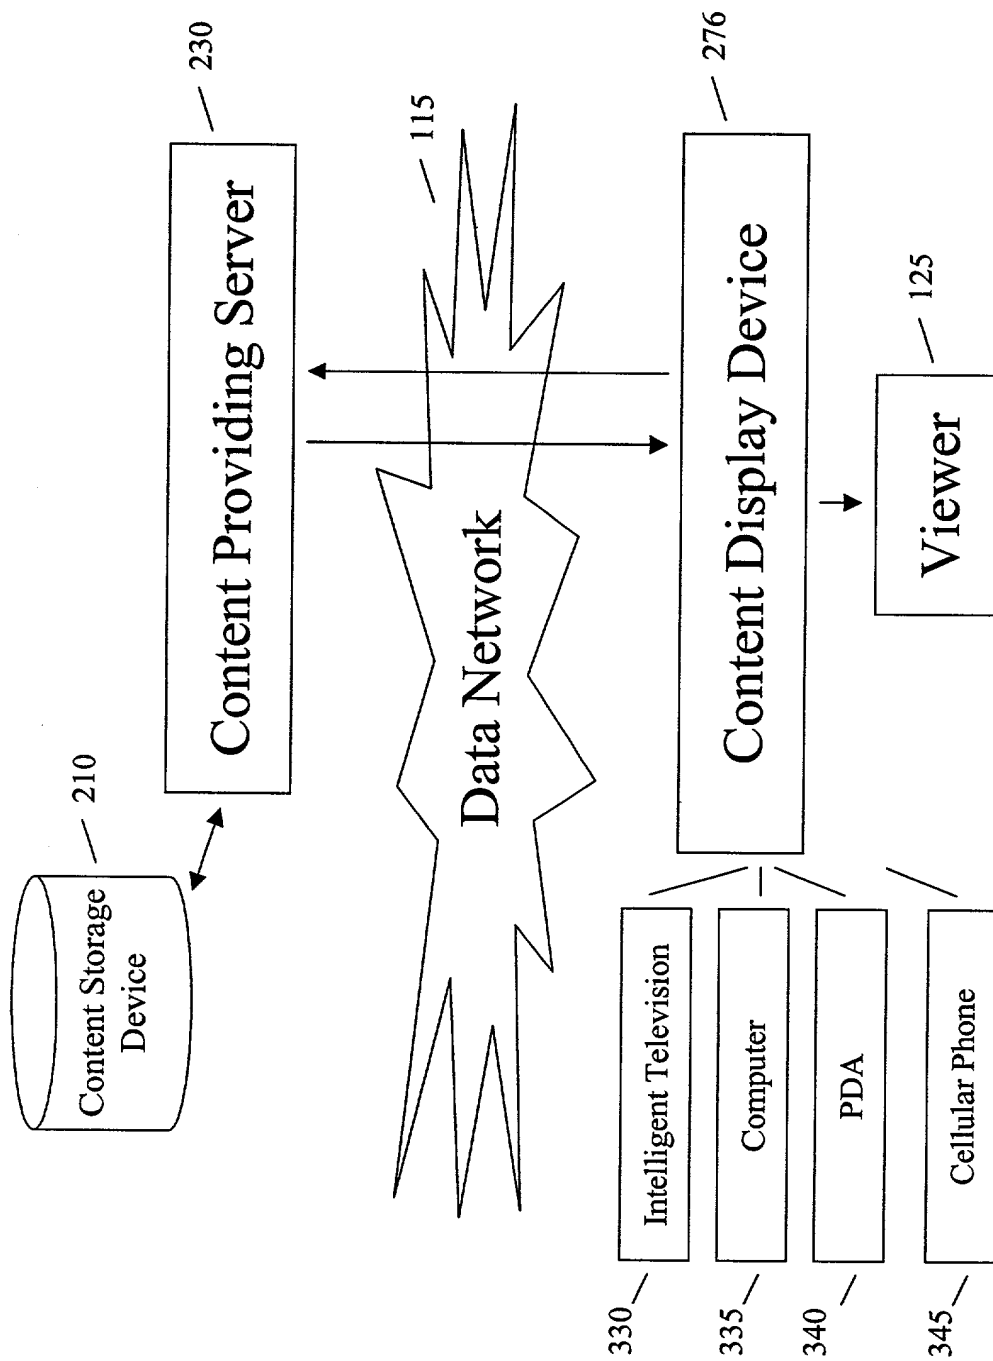 210
Content Storage
Device
230
Content Providing Server
115
Data Network
276
Content Display Device
330
Intelligent Television
335
Computer
340
PDA
345
Cellular Phone
125
Viewer